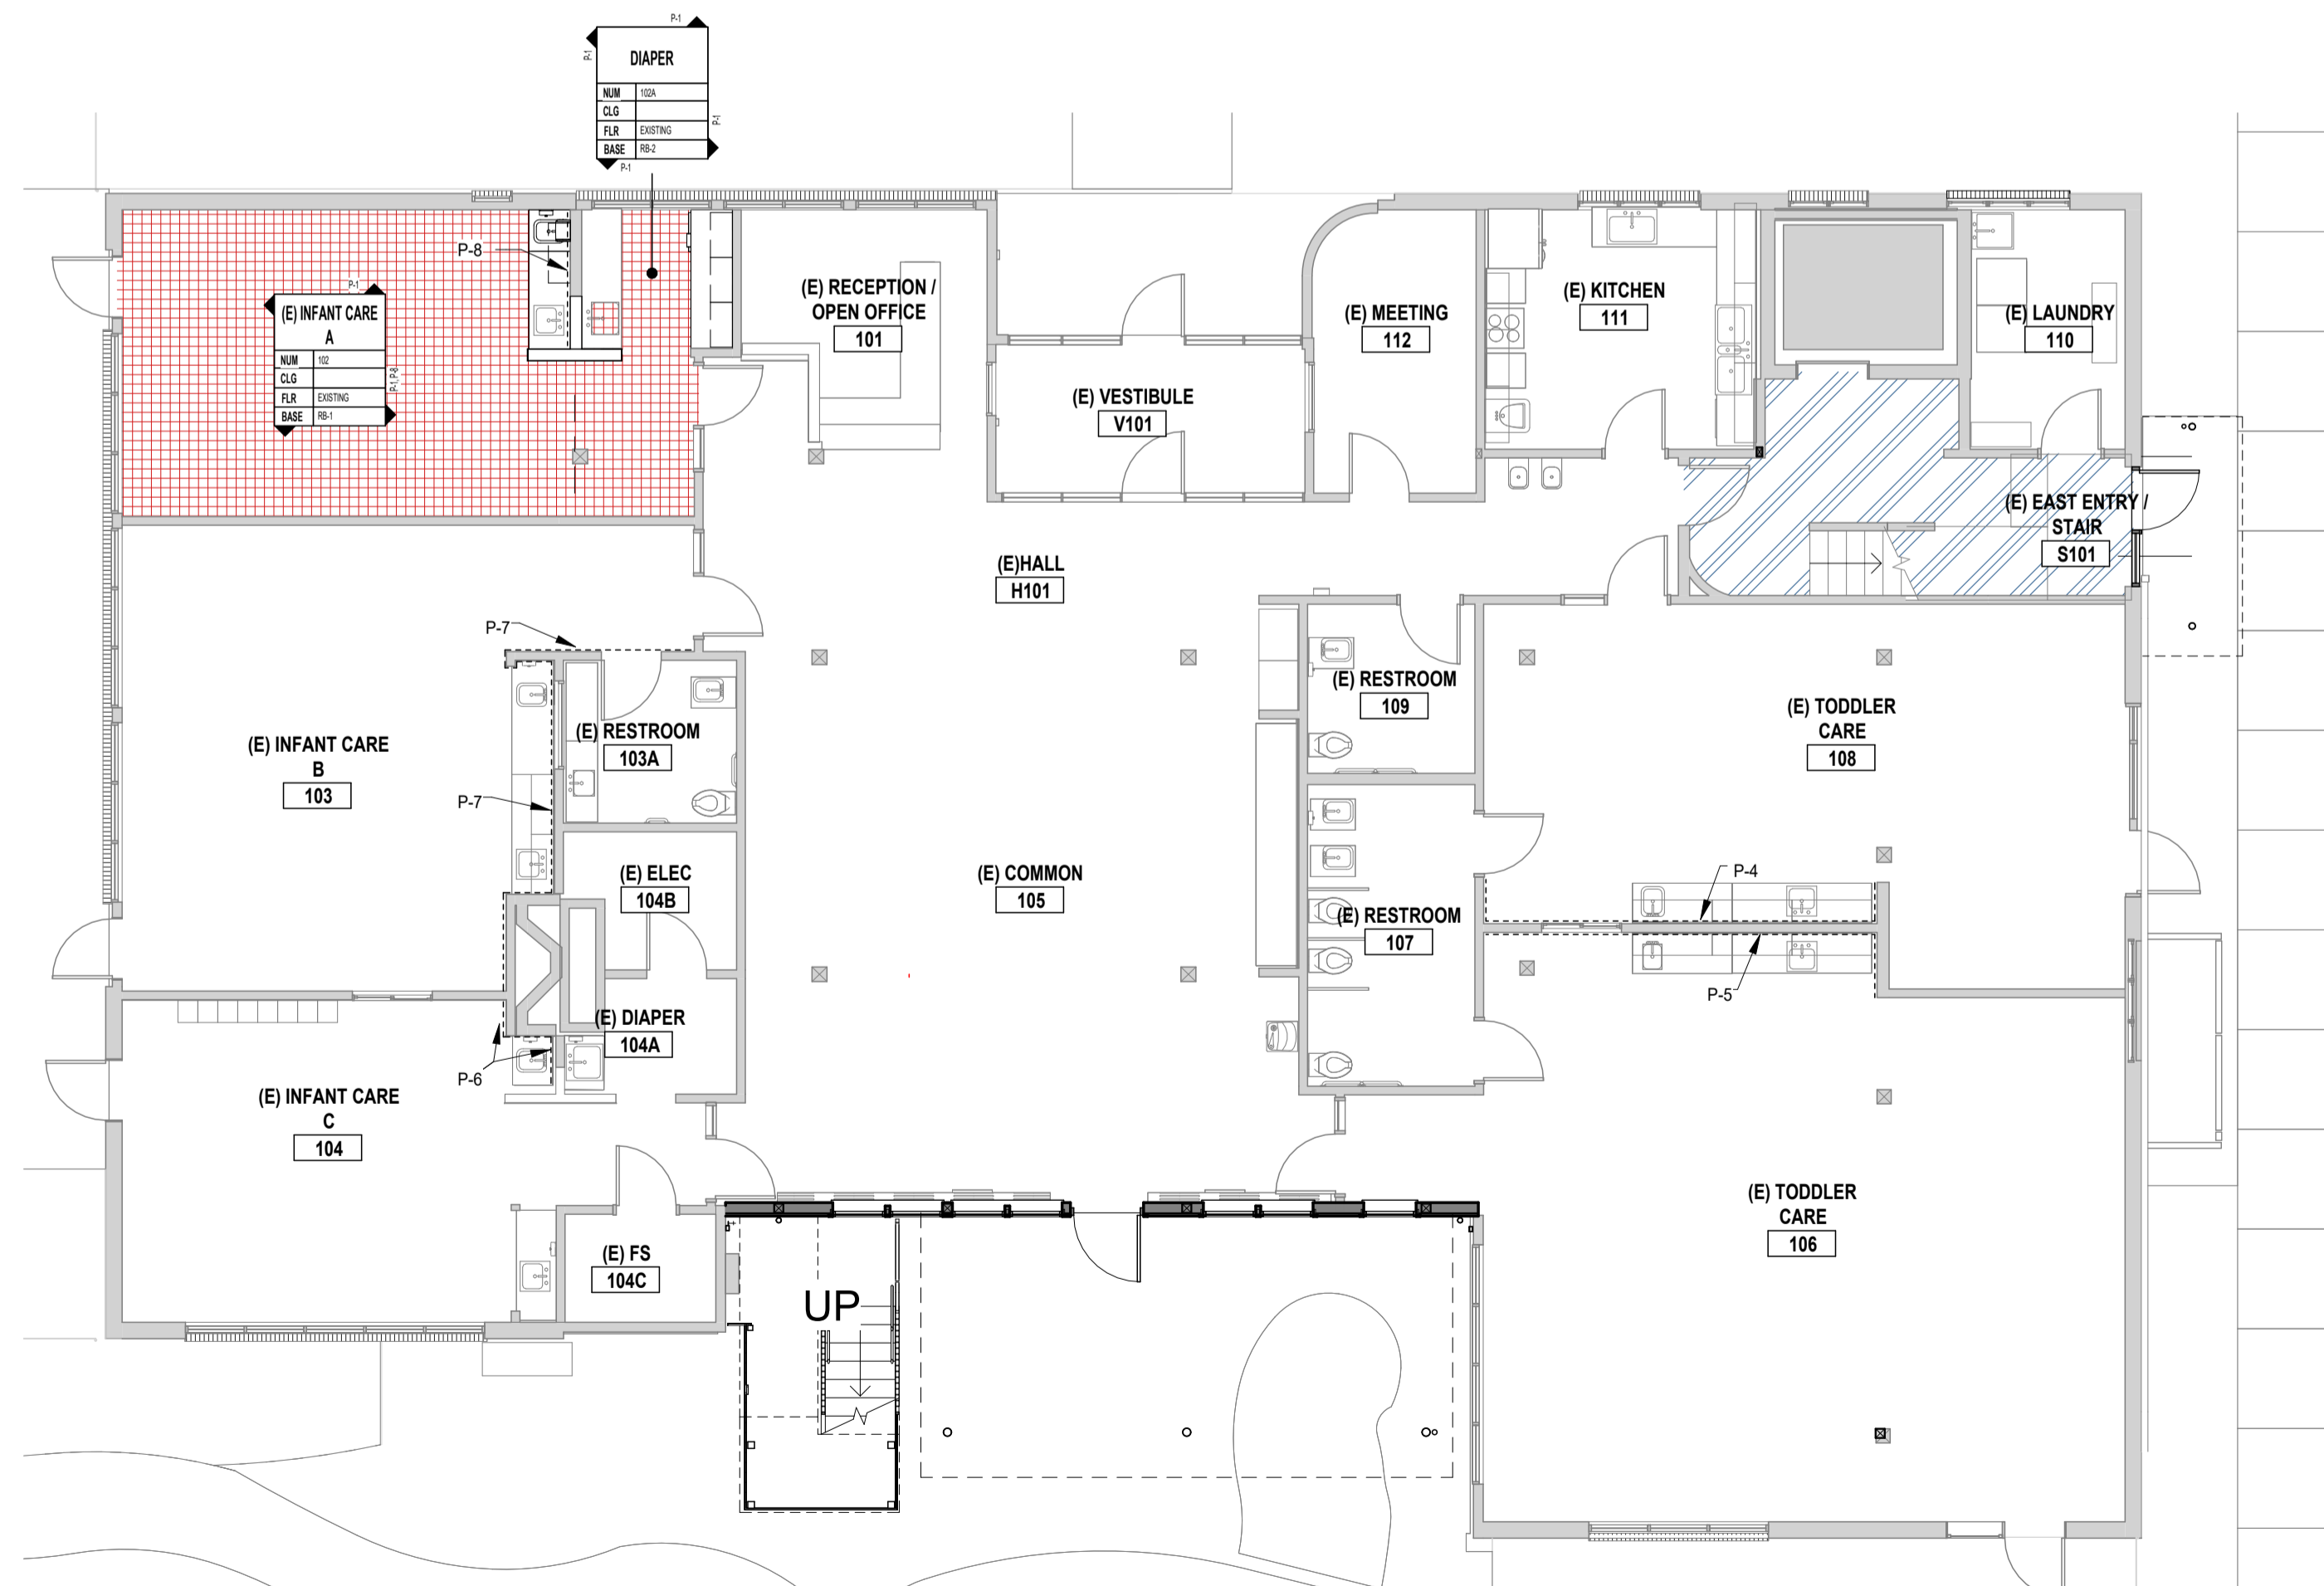 P-1
P-1
DIAPER
NUM 102A
CLG
FLR EXISTING
BASE RB-2
P-1
P-1
P-8
P-1
(E) INFANT CARE
A
NUM 102
CLG
FLR EXISTING
BASE RB-1
P-1,P-8
(E) RECEPTION /
OPEN OFFICE
101
(E) VESTIBULE
V101
(E) MEETING
112
(E) KITCHEN
111
(E) LAUNDRY
110
(E) EAST ENTRY /
STAIR
S101
(E)HALL
H101
P-7
(E) RESTROOM
103A
(E) INFANT CARE
B
103
P-7
(E) RESTROOM
109
(E) TODDLER
CARE
108
(E) ELEC
104B
(E) COMMON
105
P-4
(E) RESTROOM
107
P-5
(E) DIAPER
104A
P-6
(E) INFANT CARE
C
104
(E) TODDLER
CARE
106
(E) FS
104C
UP